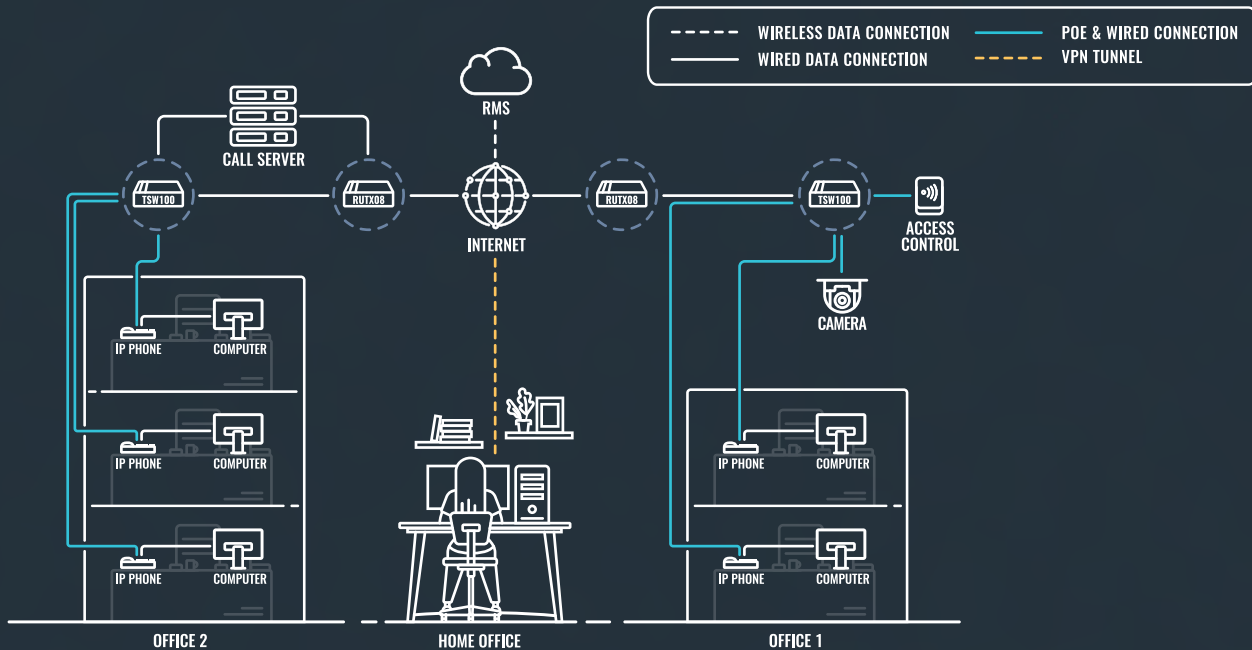 WIRELESS DATA CONNECTION
POE & WIRED CONNECTION
WIRED DATA CONNECTION
VPN TUNNEL
RMS
CALL SERVER
TSW100
RUTX08
INTERNET
RUTX08
TSW100
ACCESS
CONTROL
CAMERA
IP PHONE
COMPUTER
IP PHONE
COMPUTER
IP PHONE
COMPUTER
IP PHONE
COMPUTER
IP PHONE
COMPUTER
OFFICE 2
HOME OFFICE
OFFICE 1